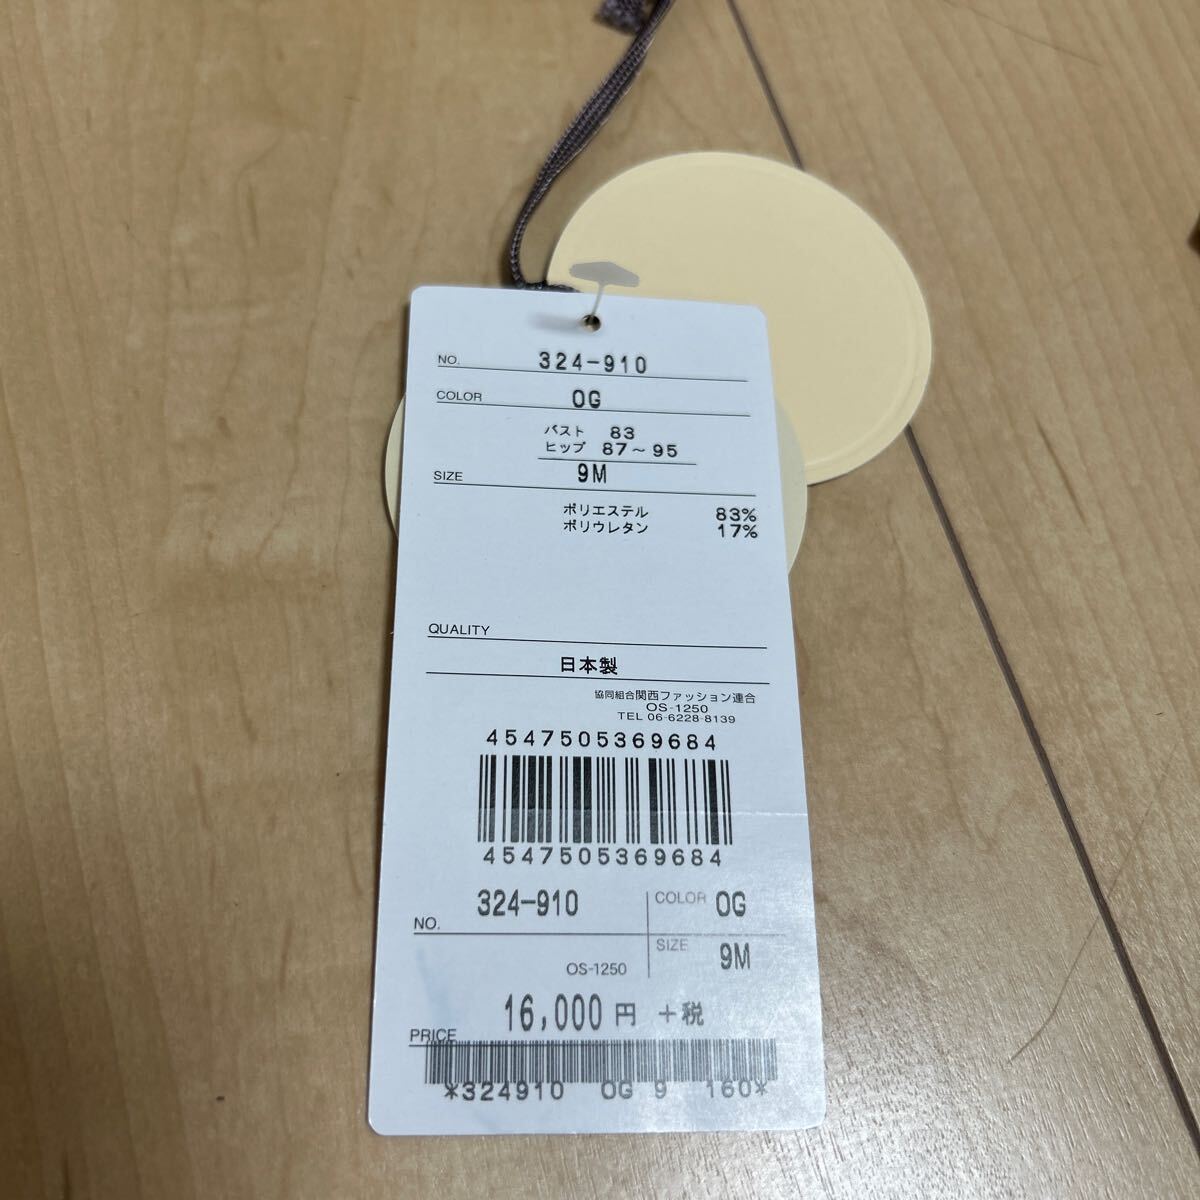 NO. 324-910
COLOR OG
バスト 83
ヒップ 87～95
SIZE 9M
ポリエステル 83%
ポリウレタン 17%
QUALITY
日本製
協同組合関西ファッション連合
OS-1250
TEL 06-6228-8139
4547505369684
4547505369684
NO. 324-910 COLOR OG
OS-1250 SIZE 9M
PRICE 16,000円 +税
*324910 OG 9 160*